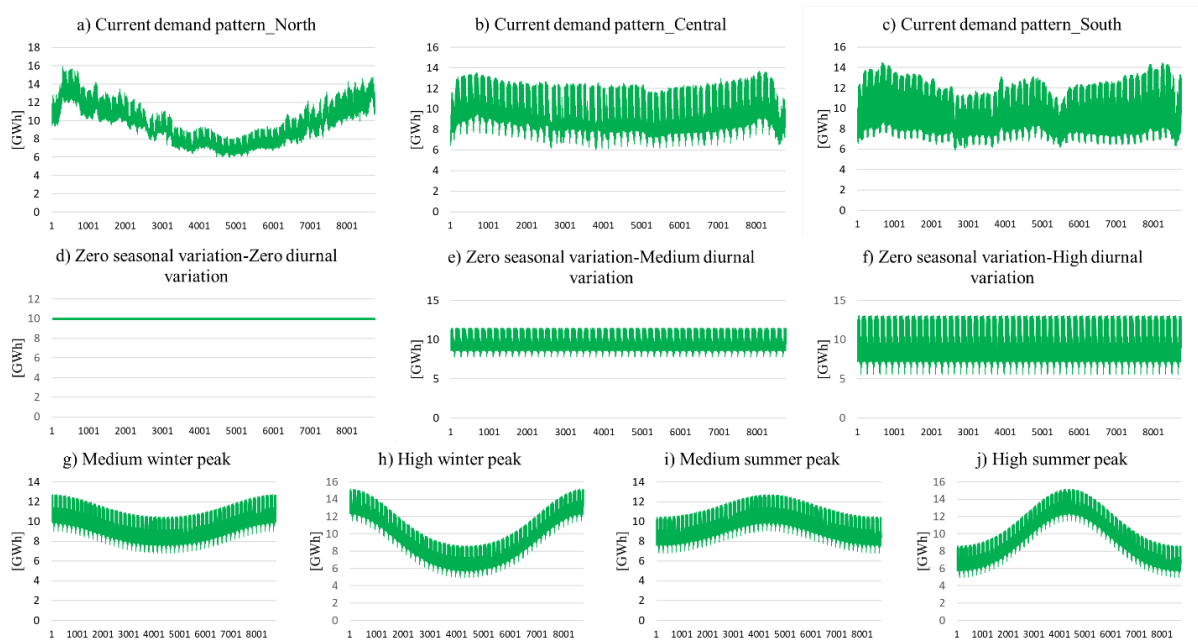 a) Current demand pattern_North
[GWh]
18
16
14
12
10
8
6
4
2
0
1 1001 2001 3001 4001 5001 6001 7001 8001
b) Current demand pattern_Central
[GWh]
16
14
12
10
8
6
4
2
0
1 1001 2001 3001 4001 5001 6001 7001 8001
c) Current demand pattern_South
[GWh]
16
14
12
10
8
6
4
2
0
1 1001 2001 3001 4001 5001 6001 7001 8001
d) Zero seasonal variation-Zero diurnal
variation
[GWh]
12
10
8
6
4
2
0
1 1001 2001 3001 4001 5001 6001 7001 8001
e) Zero seasonal variation-Medium diurnal
variation
[GWh]
15
10
5
0
1 1001 2001 3001 4001 5001 6001 7001 8001
f) Zero seasonal variation-High diurnal
variation
[GWh]
15
10
5
0
1 1001 2001 3001 4001 5001 6001 7001 8001
g) Medium winter peak
[GWh]
14
12
10
8
6
4
2
0
1 1001 2001 3001 4001 5001 6001 7001 8001
h) High winter peak
[GWh]
16
14
12
10
8
6
4
2
0
1 1001 2001 3001 4001 5001 6001 7001 8001
i) Medium summer peak
[GWh]
14
12
10
8
6
4
2
0
1 1001 2001 3001 4001 5001 6001 7001 8001
j) High summer peak
[GWh]
16
14
12
10
8
6
4
2
0
1 1001 2001 3001 4001 5001 6001 7001 8001